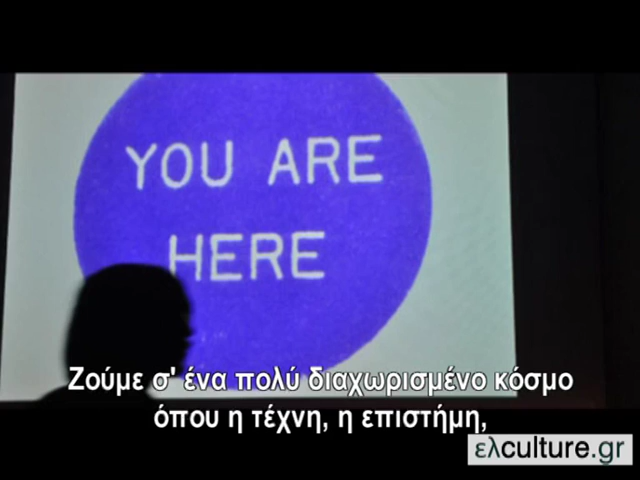 YOU ARE
HERE
Ζούμε σ' ένα πολύ διαχωρισμένο κόσμο
όπου η τέχνη, η επιστήμη,
ελculture.gr